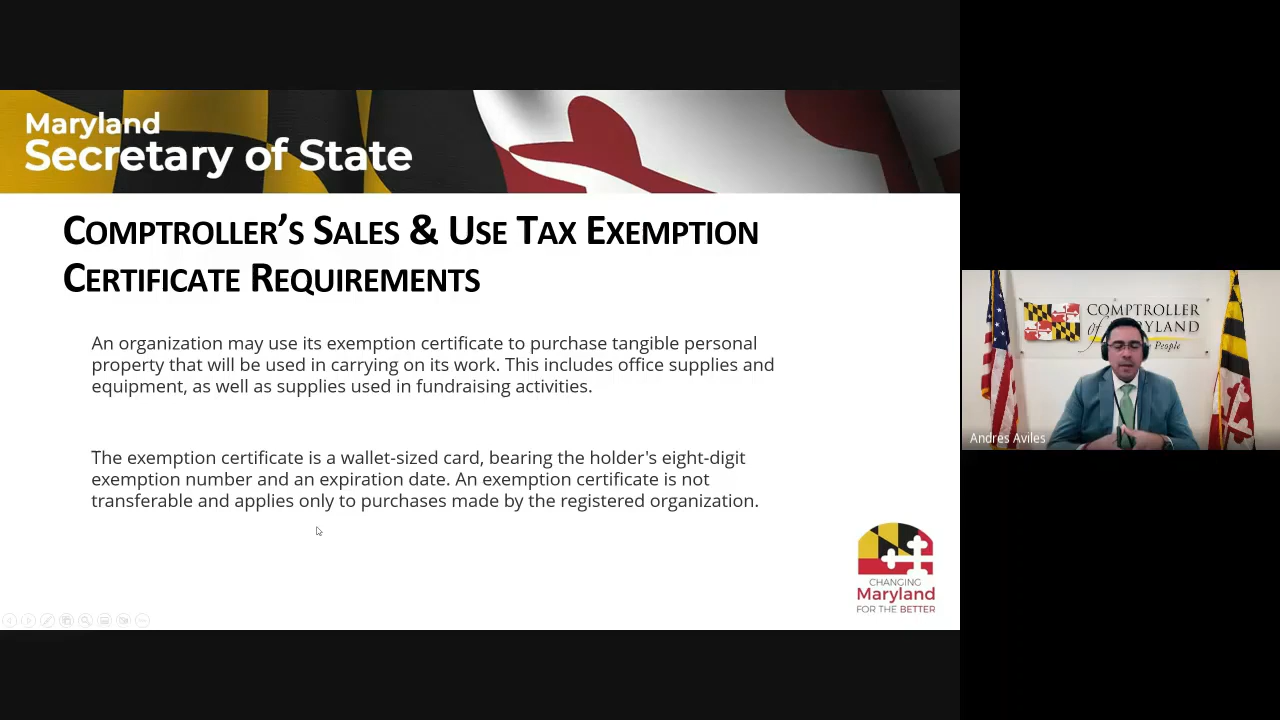 Maryland
Secretary of State
COMPTROLLER'S SALES & USE TAX EXEMPTION
CERTIFICATE REQUIREMENTS
An organization may use its exemption certificate to purchase tangible personal
property that will be used in carrying on its work. This includes office supplies and
equipment, as well as supplies used in fundraising activities.
The exemption certificate is a wallet-sized card, bearing the holder's eight-digit
exemption number and an expiration date. An exemption certificate is not
transferable and applies only to purchases made by the registered organization.
CHANGING
Maryland
FOR THE BETTER
COMPTROLLER
of MARYLAND
People
Andres Aviles